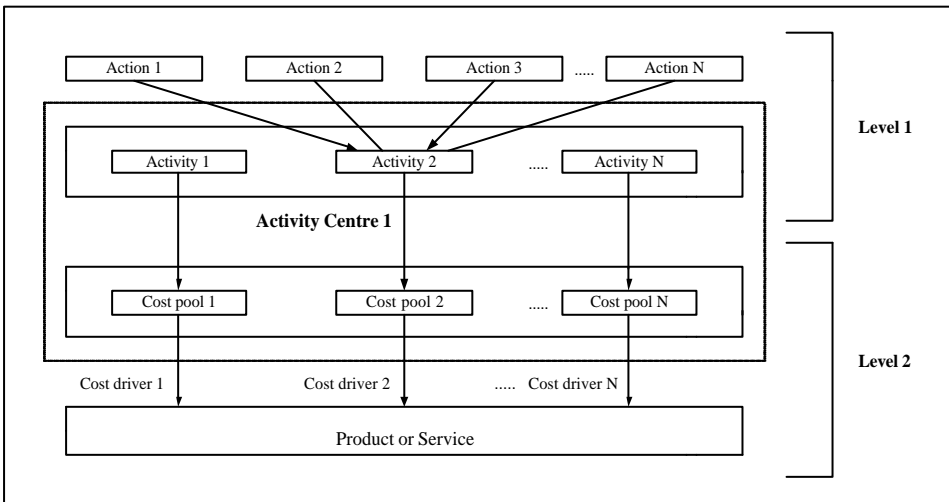 Action 1 Action 2 Action 3 ..... Action N
Level 1
Activity 1 Activity 2 ..... Activity N
Activity Centre 1
Cost pool 1 Cost pool 2 ..... Cost pool N
Level 2
Cost driver 1 Cost driver 2 ..... Cost driver N
Product or Service